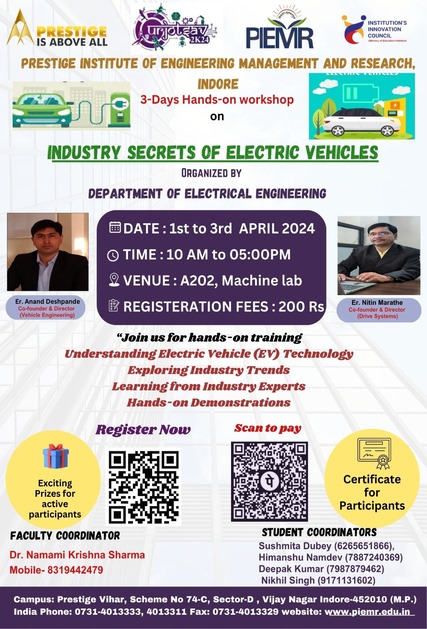 PRESTIGE
IS ABOVE ALL
Urjotsav
2K24
PIEMR
INSTITUTION'S
INNOVATION
COUNCIL
PRESTIGE INSTITUTE OF ENGINEERING MANAGEMENT AND RESEARCH,
INDORE
3-Days Hands-on workshop
on
INDUSTRY SECRETS OF ELECTRIC VEHICLES
ORGANIZED BY
DEPARTMENT OF ELECTRICAL ENGINEERING
DATE : 1st to 3rd APRIL 2024
TIME : 10 AM to 05:00PM
VENUE : A202, Machine lab
REGISTERATION FEES : 200 Rs
Er. Anand Deshpande
Co-founder & Director
(Vehicle Engineering)
Er. Nitin Marathe
Co-founder & Director
(Drive Systems)
“Join us for hands-on training
Understanding Electric Vehicle (EV) Technology
Exploring Industry Trends
Learning from Industry Experts
Hands-on Demonstrations
Register Now
Scan to pay
Exciting
Prizes for
active
participants
Certificate
for
Participants
FACULTY COORDINATOR
Dr. Namami Krishna Sharma
Mobile- 8319442479
STUDENT COORDINATORS
Sushmita Dubey (6265651866),
Himanshu Namdev (7887240369)
Deepak Kumar (7987879462)
Nikhil Singh (9171131602)
Campus: Prestige Vihar, Scheme No 74-C, Sector-D , Vijay Nagar Indore-452010 (M.P.)
India Phone: 0731-4013333, 4013311 Fax: 0731-4013329 website: www.piemr.edu.in